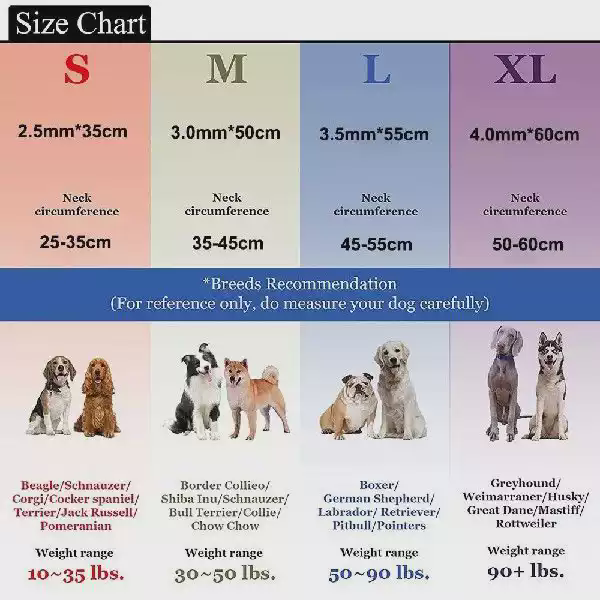 Size Chart
S
M
L
XL
2.5mm*35cm
3.0mm*50cm
3.5mm*55cm
4.0mm*60cm
Neck
circumference
Neck
circumference
Neck
circumference
Neck
circumference
25-35cm
35-45cm
45-55cm
50-60cm
*Breeds Recommendation
(For reference only, do measure your dog carefully)
Beagle/Schnauzer/
Corgi/Cocker spaniel/
Terrier/Jack Russell/
Pomeranian
Border Collieo/
Shiba Inu/Schnauzer/
Bull Terrier/Collie/
Chow Chow
Boxer/
German Shepherd/
Labrador/ Retriever/
Pitbull/Pointers
Greyhound/
Weimarraner/Husky/
Great Dane/Mastiff/
Rottweiler
Weight range
10~35 lbs.
Weight range
30~50 lbs.
Weight range
50~90 lbs.
Weight range
90+ lbs.